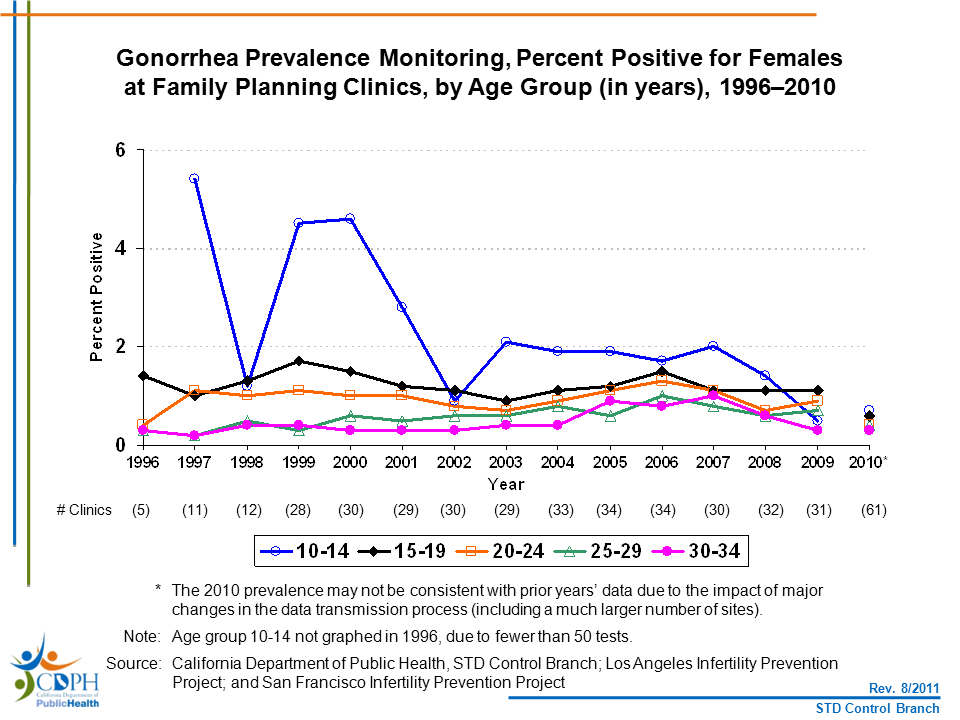 Gonorrhea Prevalence Monitoring, Percent Positive for Females
at Family Planning Clinics, by Age Group (in years), 1996–2010
6
4
2
0
Percent Positive
1996 1997 1998 1999 2000 2001 2002 2003 2004 2005 2006 2007 2008 2009 2010*
Year
# Clinics (5) (11) (12) (28) (30) (29) (30) (29) (33) (34) (34) (30) (32) (31) (61)
10-14 15-19 20-24 25-29 30-34
* The 2010 prevalence may not be consistent with prior years’ data due to the impact of major
changes in the data transmission process (including a much larger number of sites).
Note: Age group 10-14 not graphed in 1996, due to fewer than 50 tests.
Source: California Department of Public Health, STD Control Branch; Los Angeles Infertility Prevention
Project; and San Francisco Infertility Prevention Project
CDPH
California Department of
PublicHealth
Rev. 8/2011
STD Control Branch